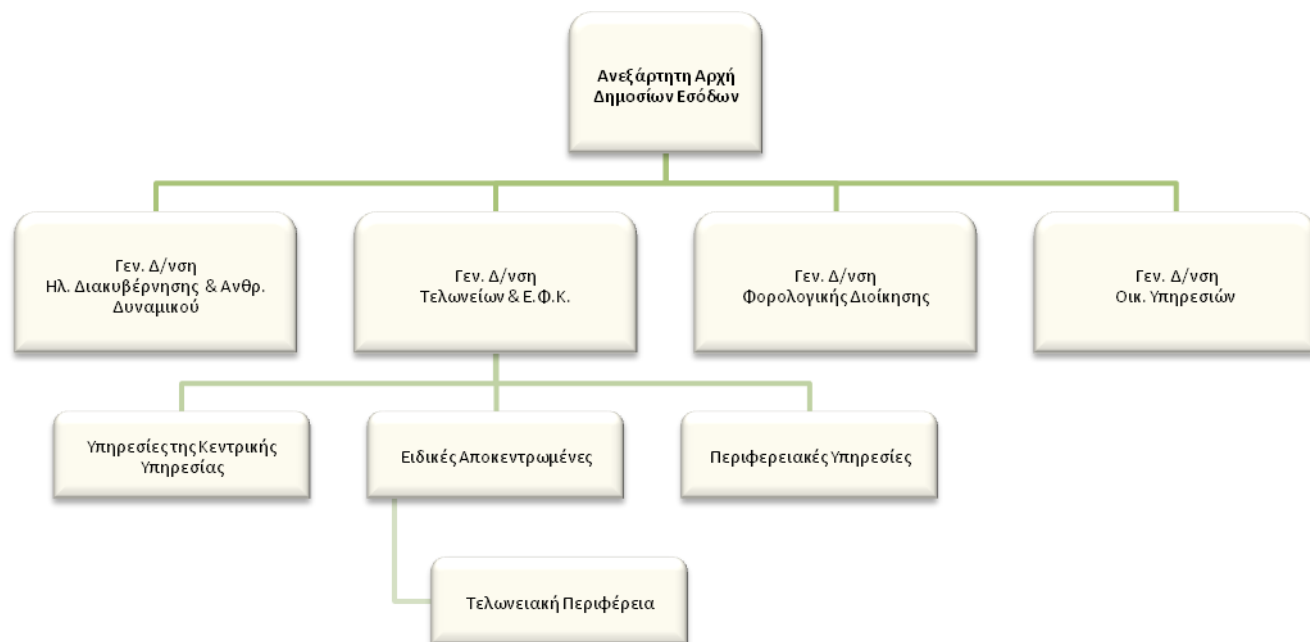 Ανεξάρτητη Αρχή
Δημοσίων Εσόδων
Γεν. Δ/νση
Ηλ. Διακυβέρνησης & Ανθρ.
Δυναμικού
Γεν. Δ/νση
Τελωνείων & Ε.Φ.Κ.
Γεν. Δ/νση
Φορολογικής Διοίκησης
Γεν. Δ/νση
Οικ. Υπηρεσιών
Υπηρεσίες της Κεντρικής
Υπηρεσίας
Ειδικές Αποκεντρωμένες
Περιφερειακές Υπηρεσίες
Τελωνειακή Περιφέρεια